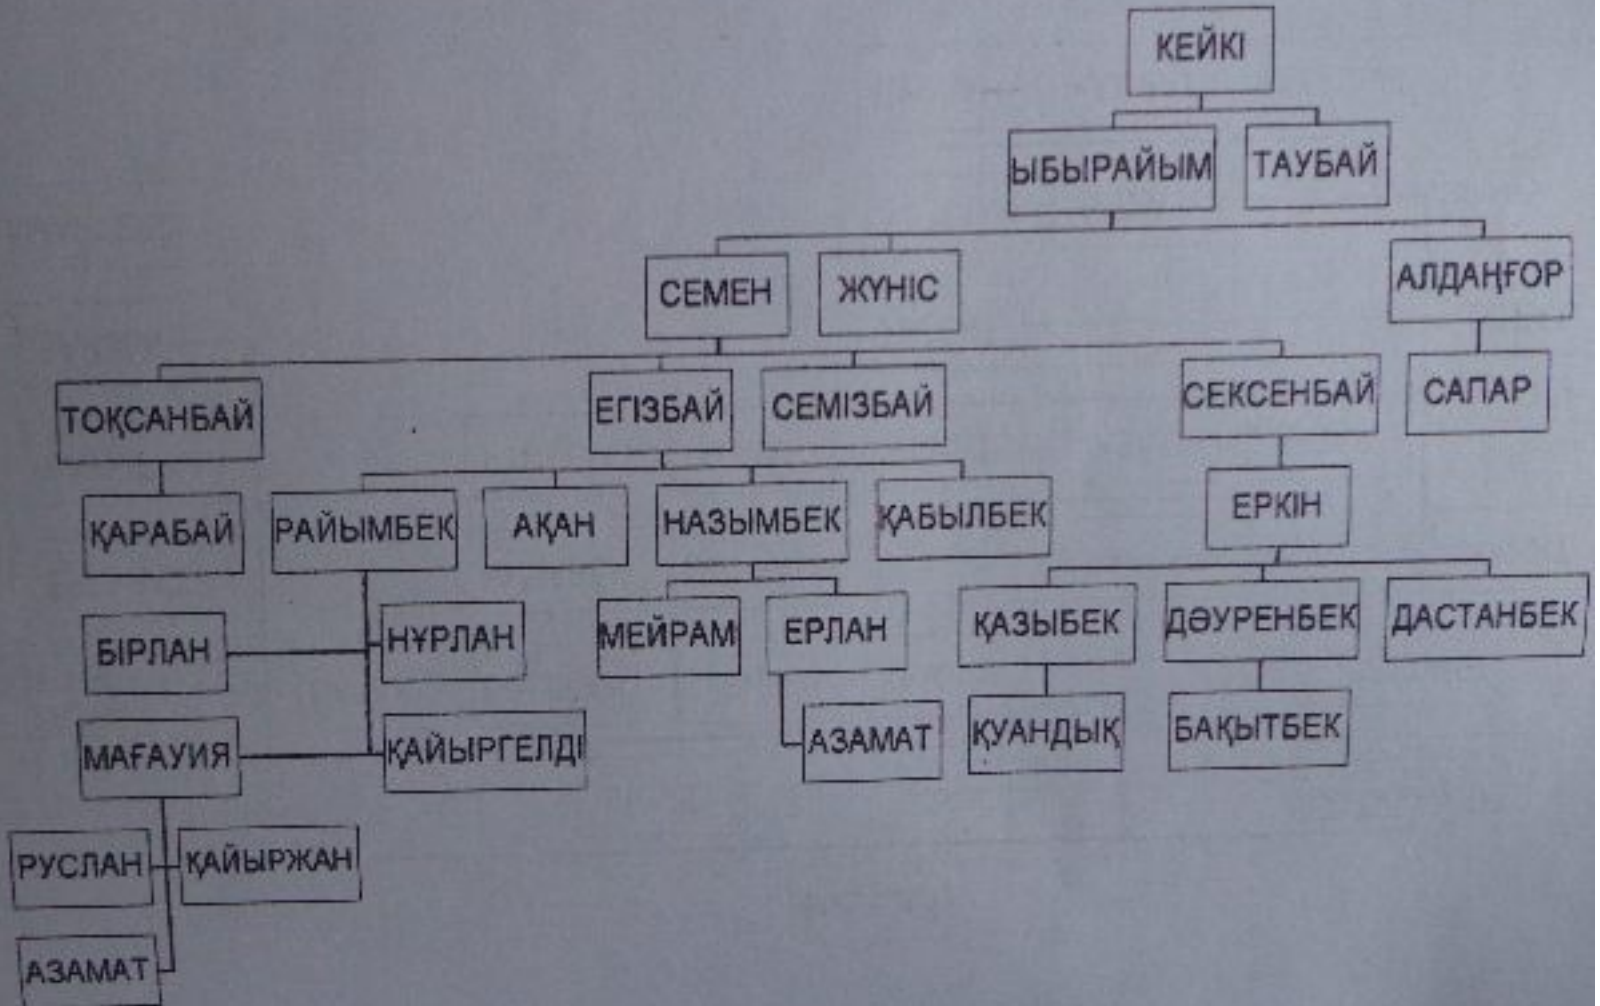 КЕЙКІ
ЫБЫРАЙЫМ ТАУБАЙ
СЕМЕН ЖҮНІС АЛДАҢҒОР
ТОҚСАНБАЙ ЕГІЗБАЙ СЕМІЗБАЙ СЕКСЕНБАЙ САПАР
ҚАРАБАЙ РАЙЫМБЕК АҚАН НАЗЫМБЕК ҚАБЫЛБЕК ЕРКІН
БІРЛАН НҰРЛАН МЕЙРАМ ЕРЛАН ҚАЗЫБЕК ДӘУРЕНБЕК ДАСТАНБЕК
МАҒАУИЯ ҚАЙЫРГЕЛДІ АЗАМАТ ҚУАНДЫҚ БАҚЫТБЕК
РУСЛАН ҚАЙЫРЖАН
АЗАМАТ